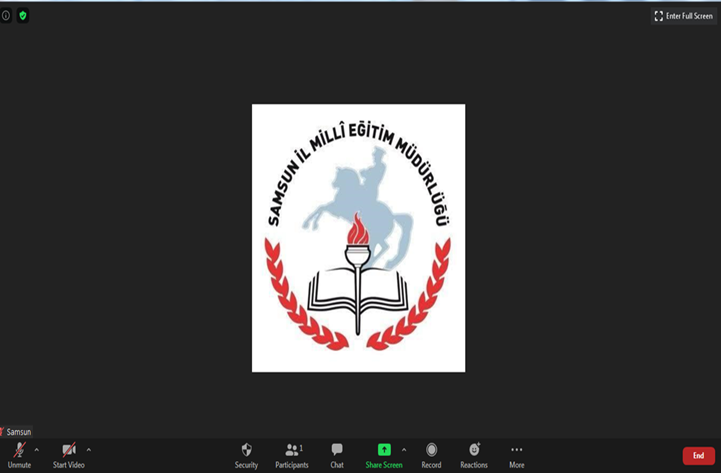 Enter Full Screen
SAMSUN İL MİLLÎ EĞİTİM MÜDÜRLÜĞÜ
Samsun
1
Unmute
Start Video
Security
Participants
Chat
Share Screen
Record
Reactions
More
End